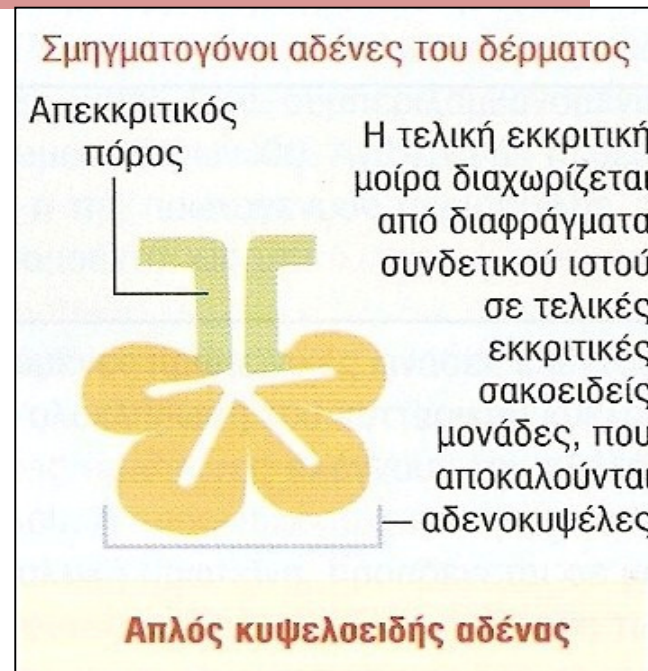 Σμηγματογόνοι αδένες του δέρματος
Απεκκριτικός
πόρος
Η τελική εκκριτική
μοίρα διαχωρίζεται
από διαφράγματα
συνδετικού ιστού
σε τελικές
εκκριτικές
σακοειδείς
μονάδες, που
αποκαλούνται
αδενοκυψέλες
Απλός κυψελοειδής αδένας